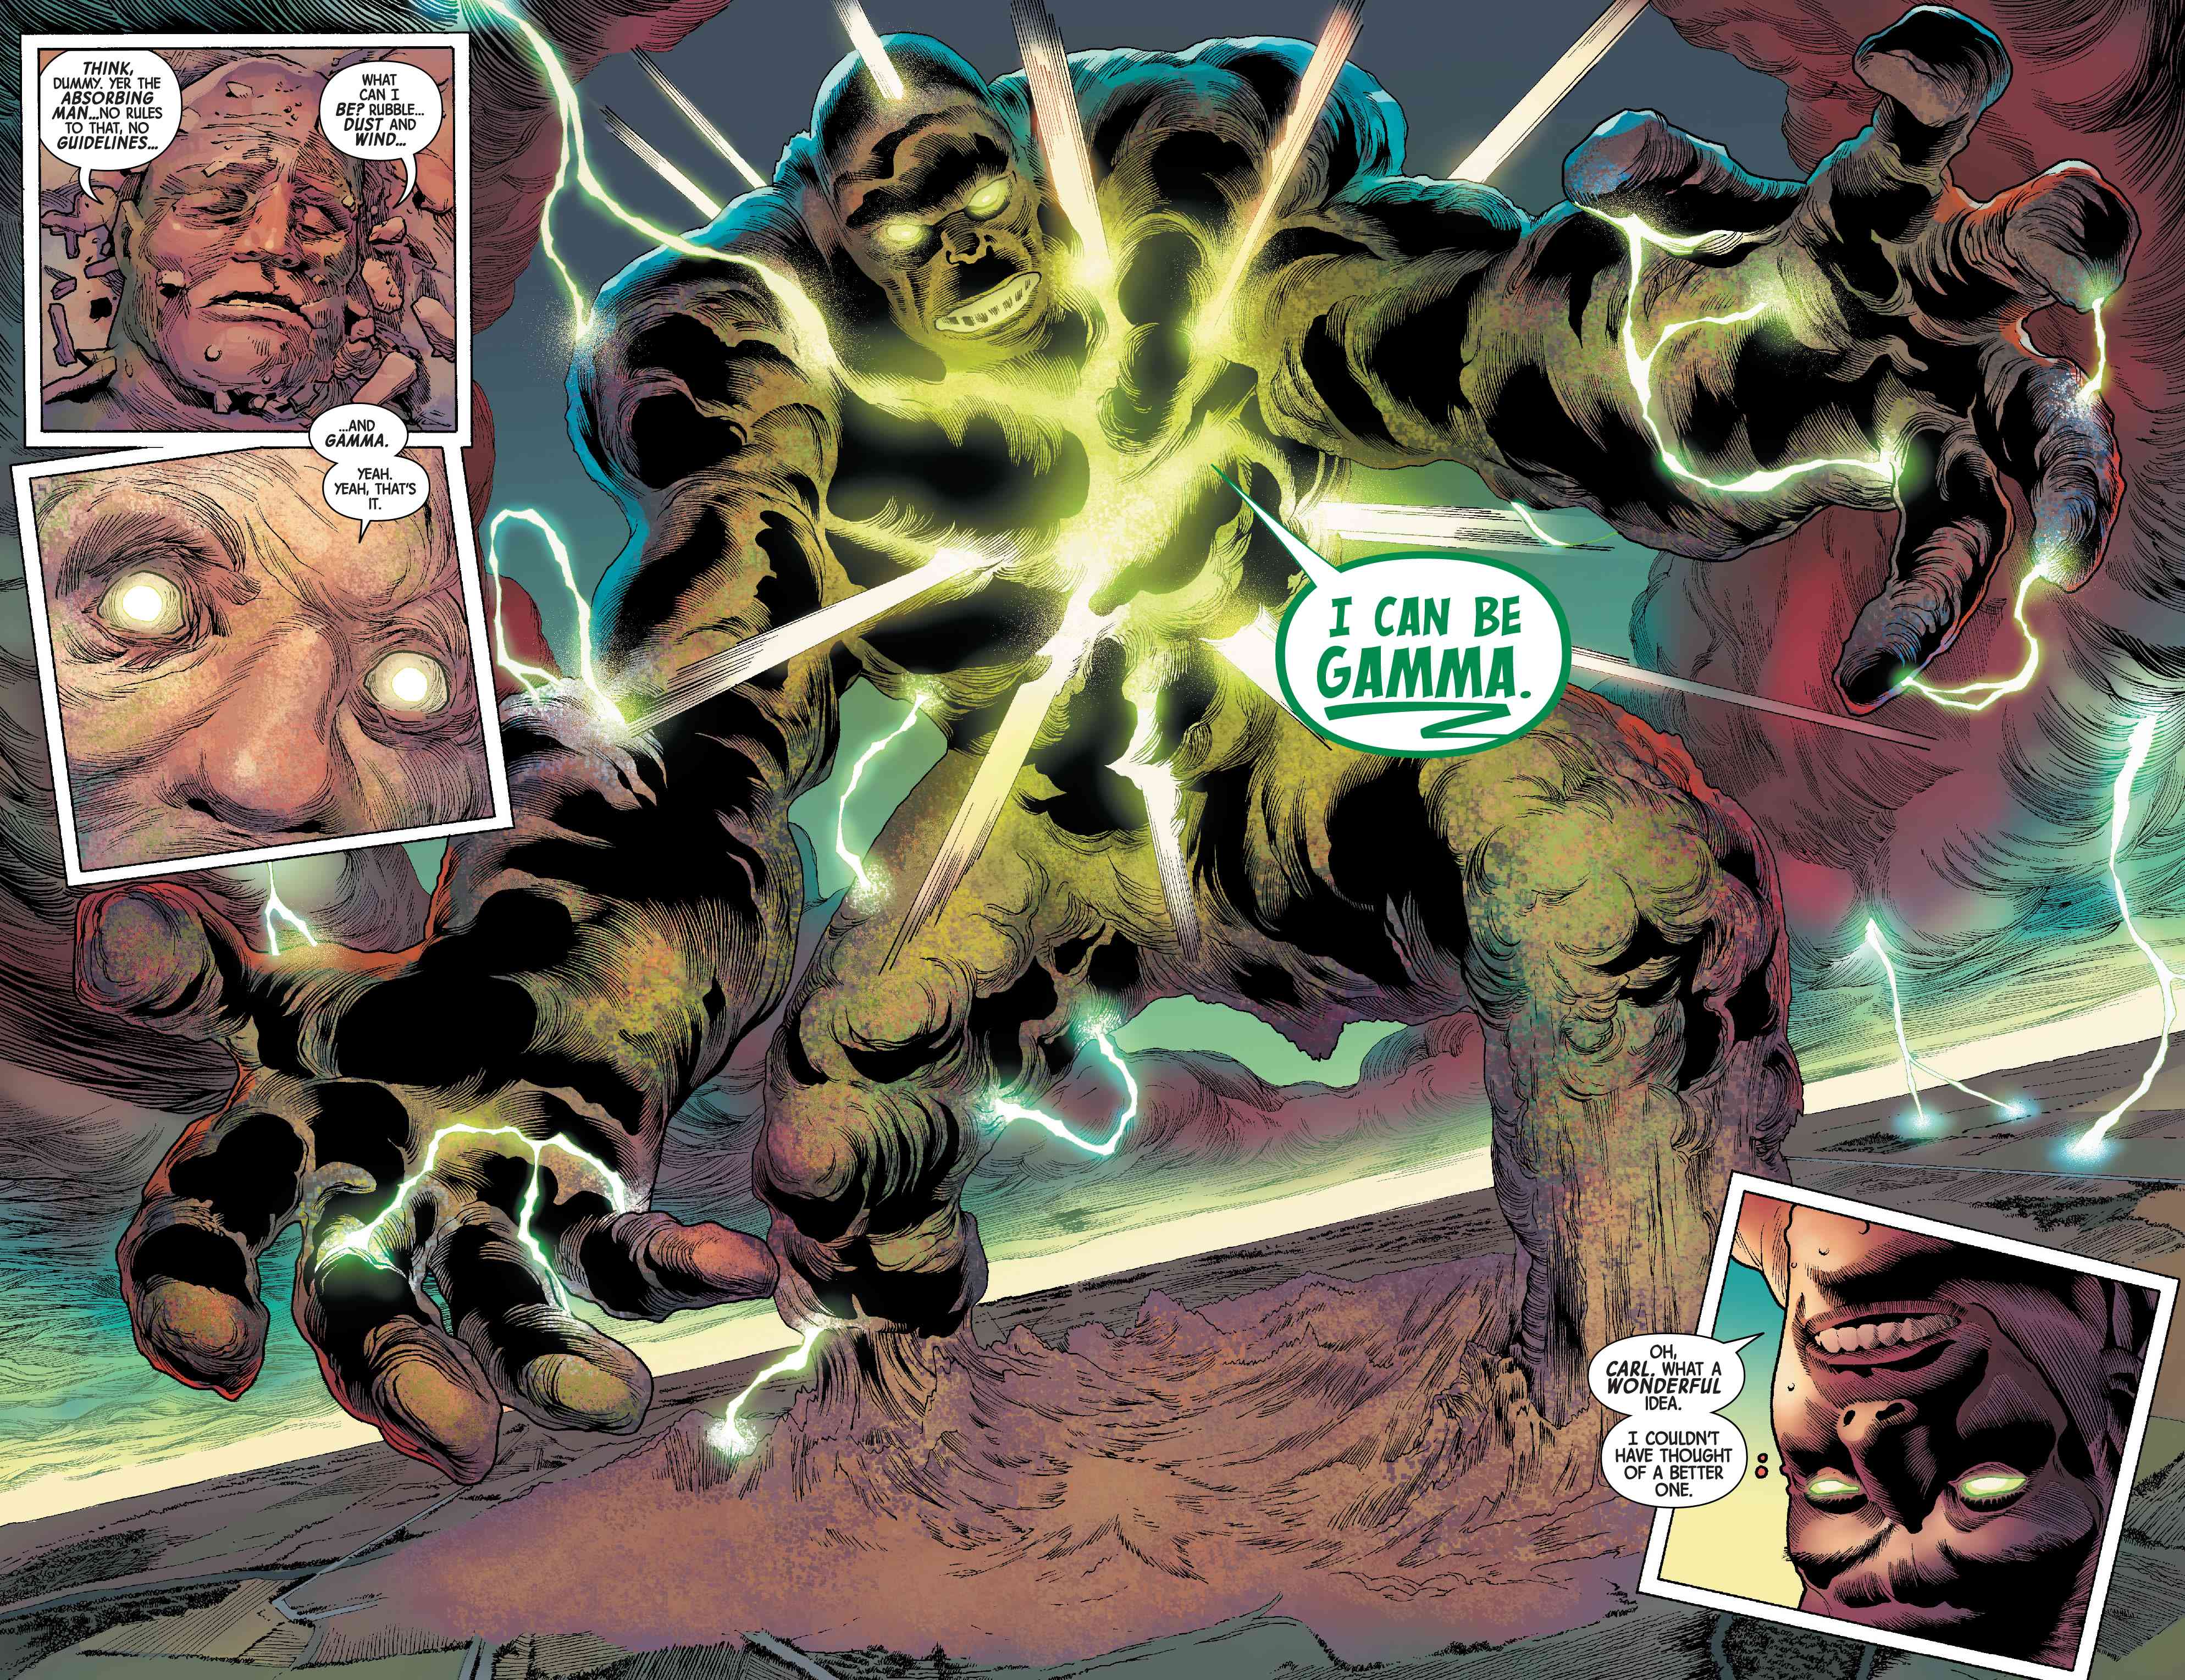 THINK,
DUMMY. YER THE
ABSORBING
MAN...NO RULES
TO THAT, NO
GUIDELINES...
WHAT
CAN I
BE? RUBBLE...
DUST AND
WIND...
...AND
GAMMA.
YEAH.
YEAH, THAT'S
IT.
I CAN BE
GAMMA.
OH,
CARL. WHAT A
WONDERFUL
IDEA.
I COULDN'T
HAVE THOUGHT
OF A BETTER
ONE.